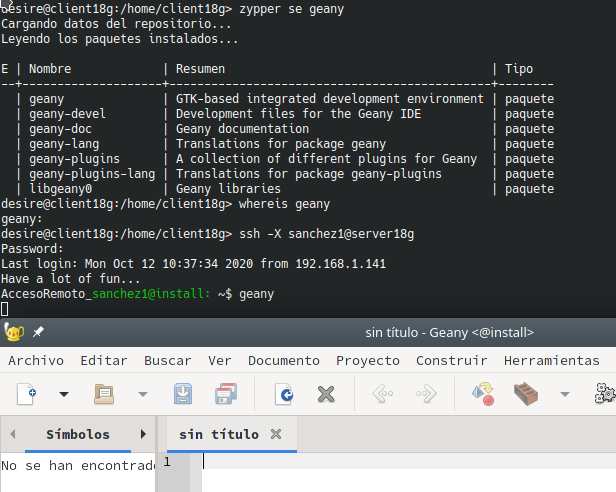 desire@client18g:/home/client18g> zypper se geany
Cargando datos del repositorio...
Leyendo los paquetes instalados...
E | Nombre | Resumen | Tipo
--+--------------------+------------------------------------------+--------
| geany | GTK-based integrated development environment | paquete
| geany-devel | Development files for the Geany IDE | paquete
| geany-doc | Geany documentation | paquete
| geany-lang | Translations for package geany | paquete
| geany-plugins | A collection of different plugins for Geany | paquete
| geany-plugins-lang | Translations for package geany-plugins | paquete
| libgeany0 | Geany libraries | paquete
desire@client18g:/home/client18g> whereis geany
geany:
desire@client18g:/home/client18g> ssh -X sanchez1@server18g
Password:
Last login: Mon Oct 12 10:37:34 2020 from 192.168.1.141
Have a lot of fun...
AccesoRemoto_sanchez1@install: ~$ geany
sin título - Geany <@install>
Archivo Editar Buscar Ver Documento Proyecto Construir Herramientas
Símbolos sin título
No se han encontrado 1